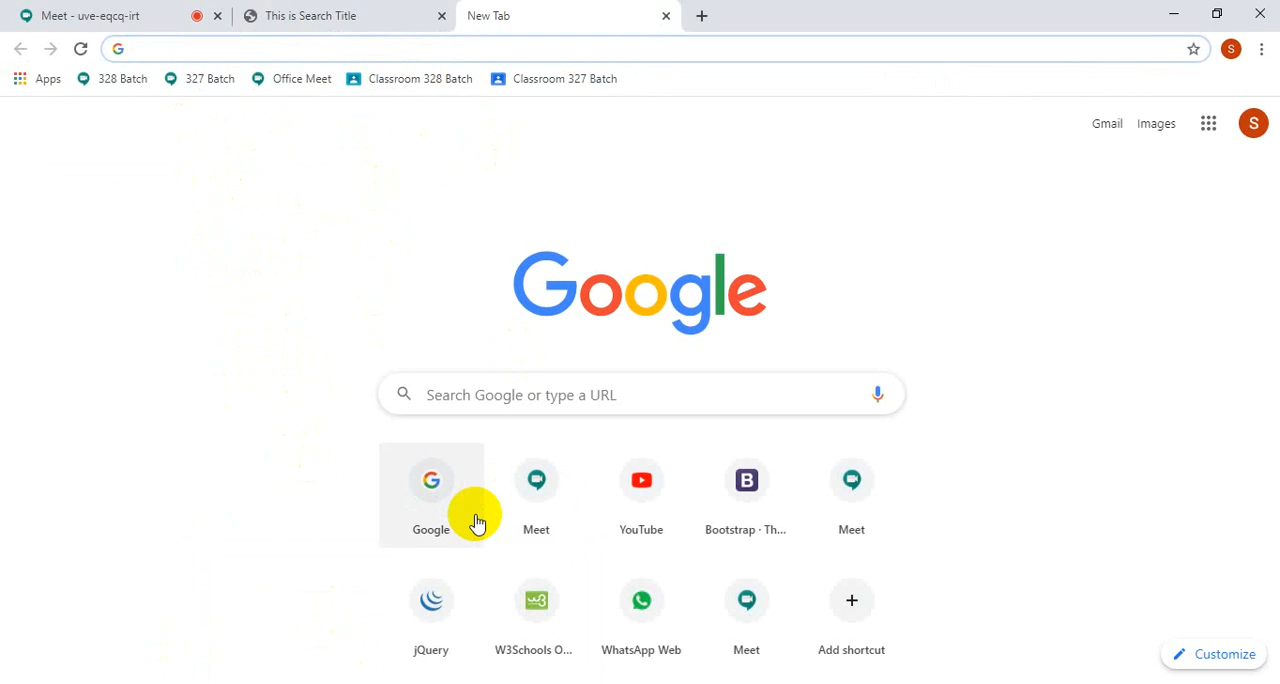 Meet - uve-eqcq-irt
This is Search Title
New Tab
Apps 328 Batch 327 Batch Office Meet Classroom 328 Batch Classroom 327 Batch
S
Gmail Images
S
Google
Search Google or type a URL
G
B
Google Meet YouTube Bootstrap · Th... Meet
w3
jQuery W3Schools O... WhatsApp Web Meet Add shortcut
Customize